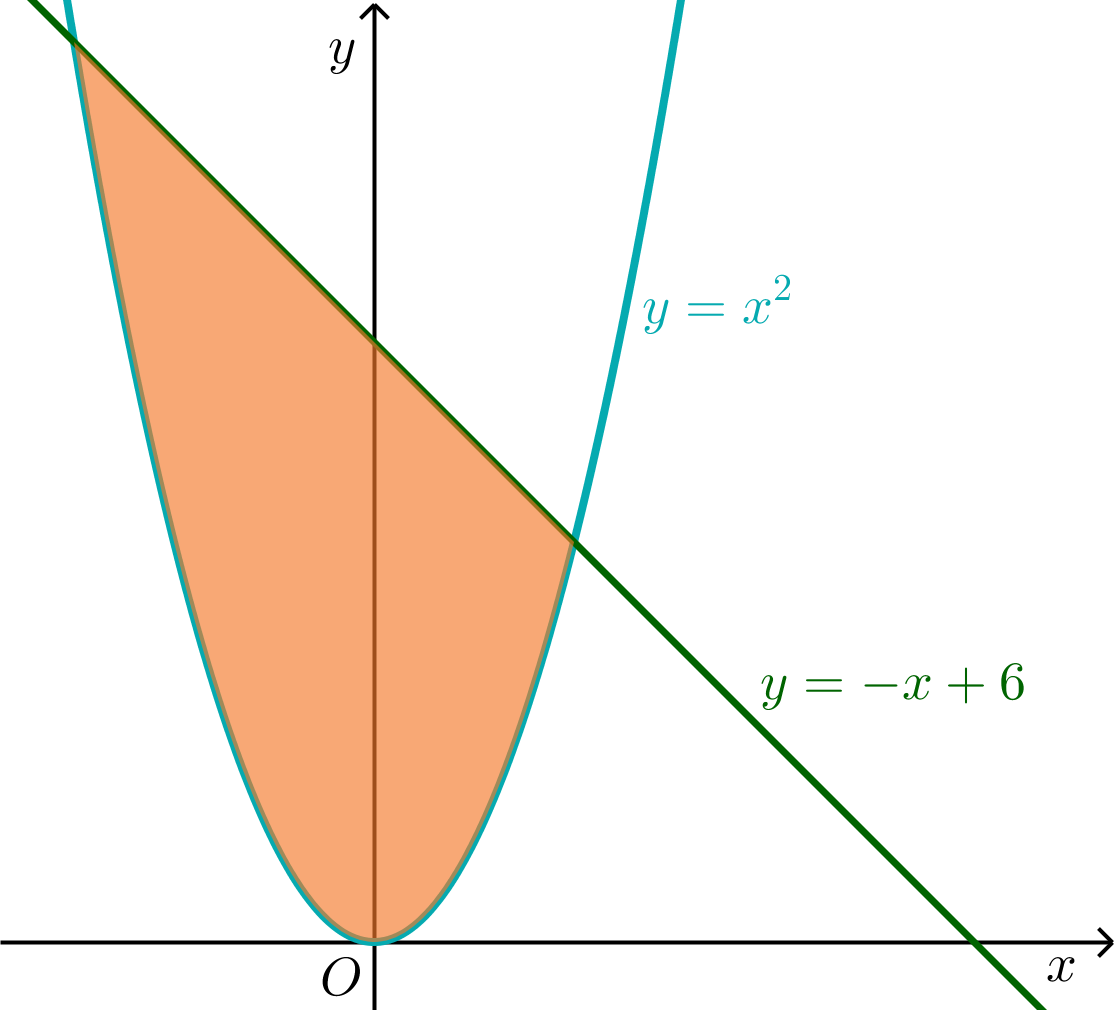 y
y = x²
y = −x + 6
x
O